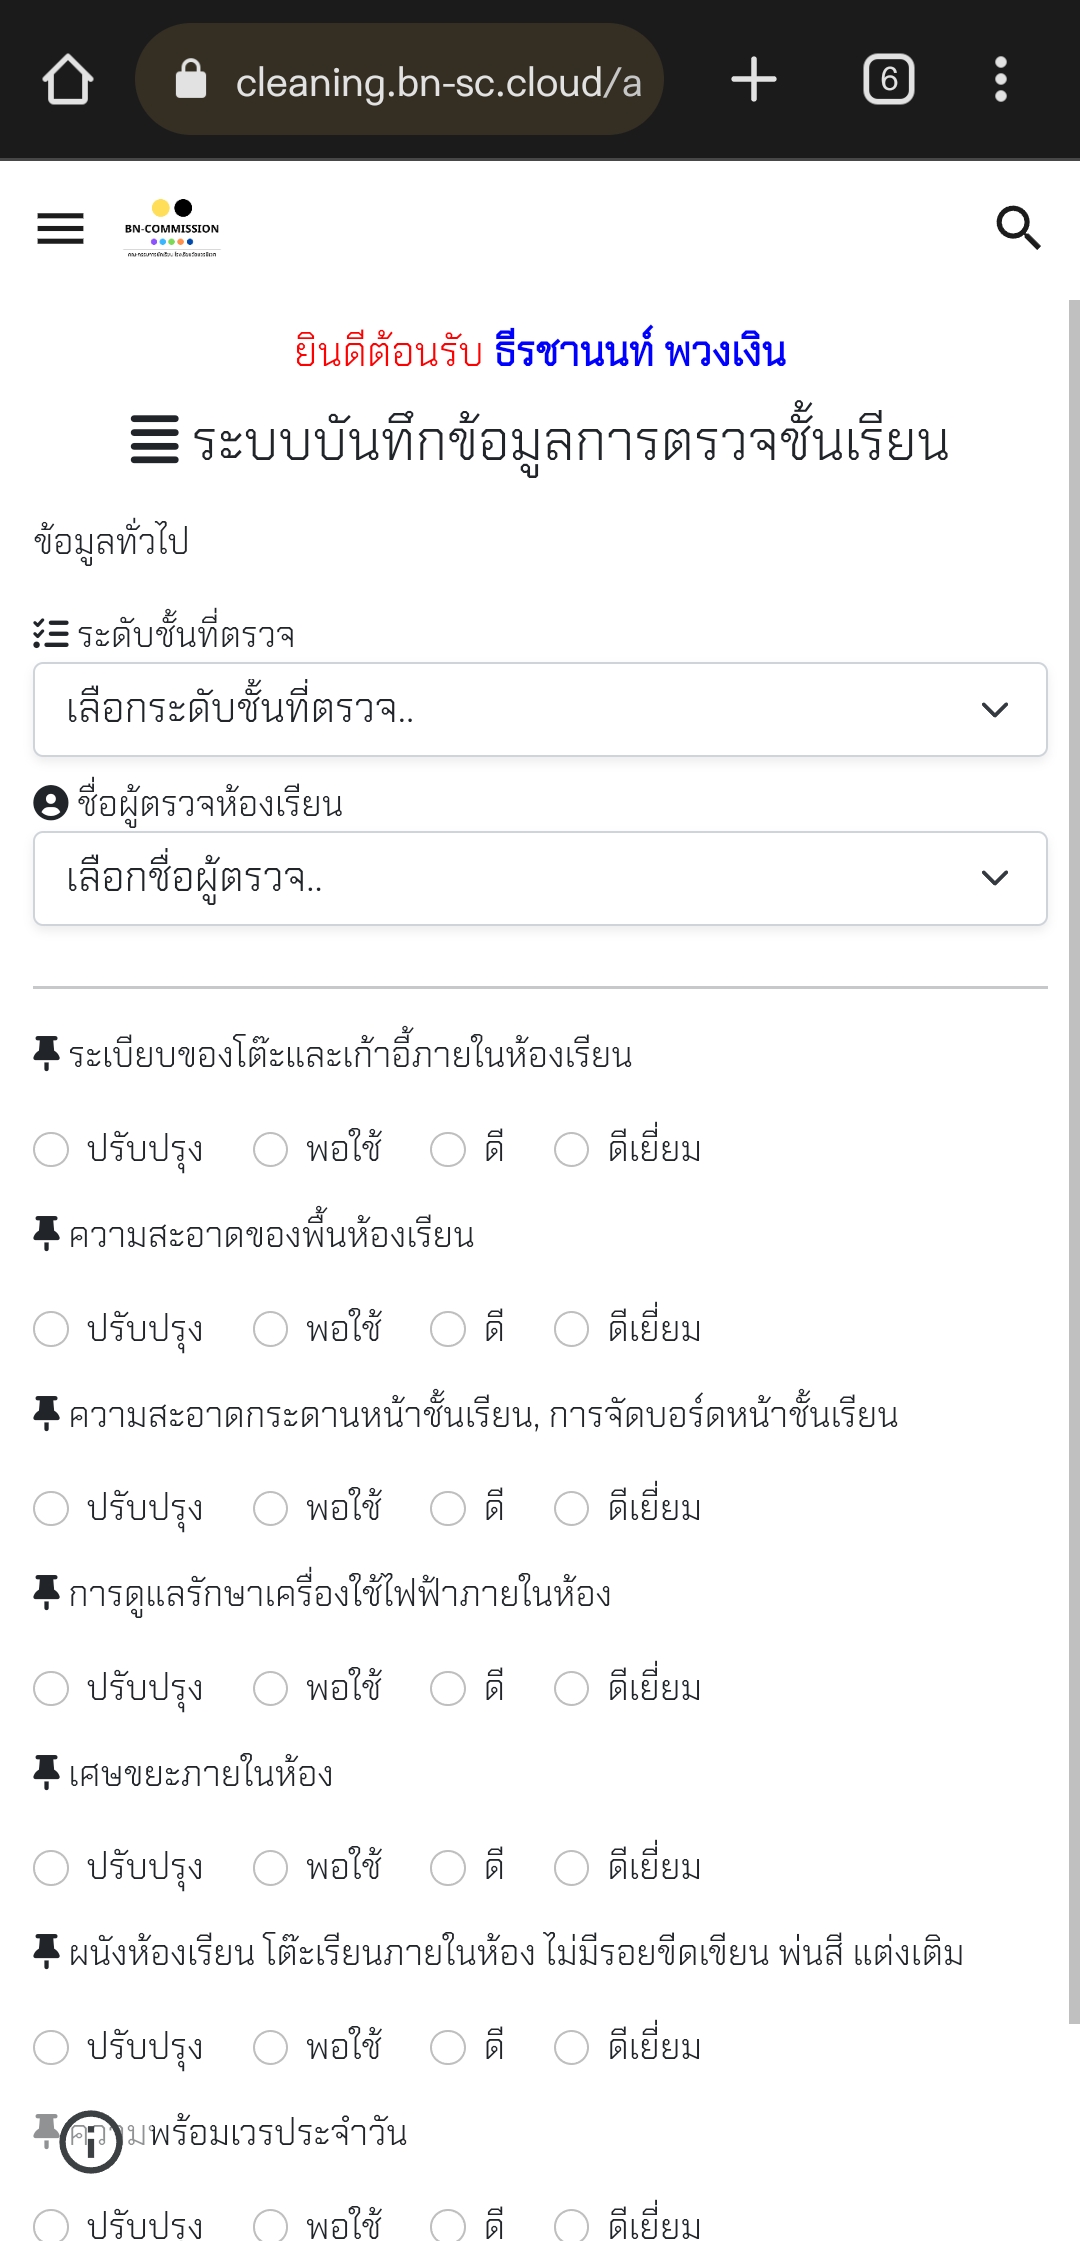 cleaning.bn-sc.cloud/a
6
BN-COMMISSION
ยินดีต้อนรับ ธีรชานนท์ พวงเงิน
ระบบบันทึกข้อมูลการตรวจชั้นเรียน
ข้อมูลทั่วไป
ระดับชั้นที่ตรวจ
เลือกระดับชั้นที่ตรวจ..
ชื่อผู้ตรวจห้องเรียน
เลือกชื่อผู้ตรวจ..
ระเบียบของโต๊ะและเก้าอี้ภายในห้องเรียน
ปรับปรุง พอใช้ ดี ดีเยี่ยม
ความสะอาดของพื้นห้องเรียน
ปรับปรุง พอใช้ ดี ดีเยี่ยม
ความสะอาดกระดานหน้าชั้นเรียน, การจัดบอร์ดหน้าชั้นเรียน
ปรับปรุง พอใช้ ดี ดีเยี่ยม
การดูแลรักษาเครื่องใช้ไฟฟ้าภายในห้อง
ปรับปรุง พอใช้ ดี ดีเยี่ยม
เศษขยะภายในห้อง
ปรับปรุง พอใช้ ดี ดีเยี่ยม
ผนังห้องเรียน โต๊ะเรียนภายในห้อง ไม่มีรอยขีดเขียน พ่นสี แต่งเติม
ปรับปรุง พอใช้ ดี ดีเยี่ยม
ความพร้อมเวรประจำวัน
ปรับปรุง พอใช้ ดี ดีเยี่ยม